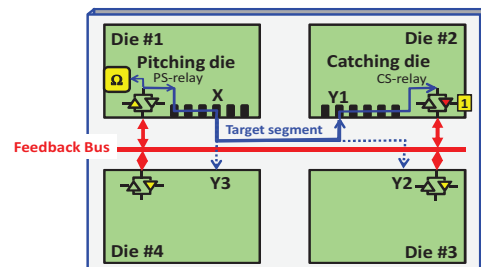 Die #1
Pitching die
PS-relay
Ω
X
Die #2
Catching die
CS-relay
Y1
1
Target segment
Feedback Bus
Y3
Y2
Die #4
Die #3